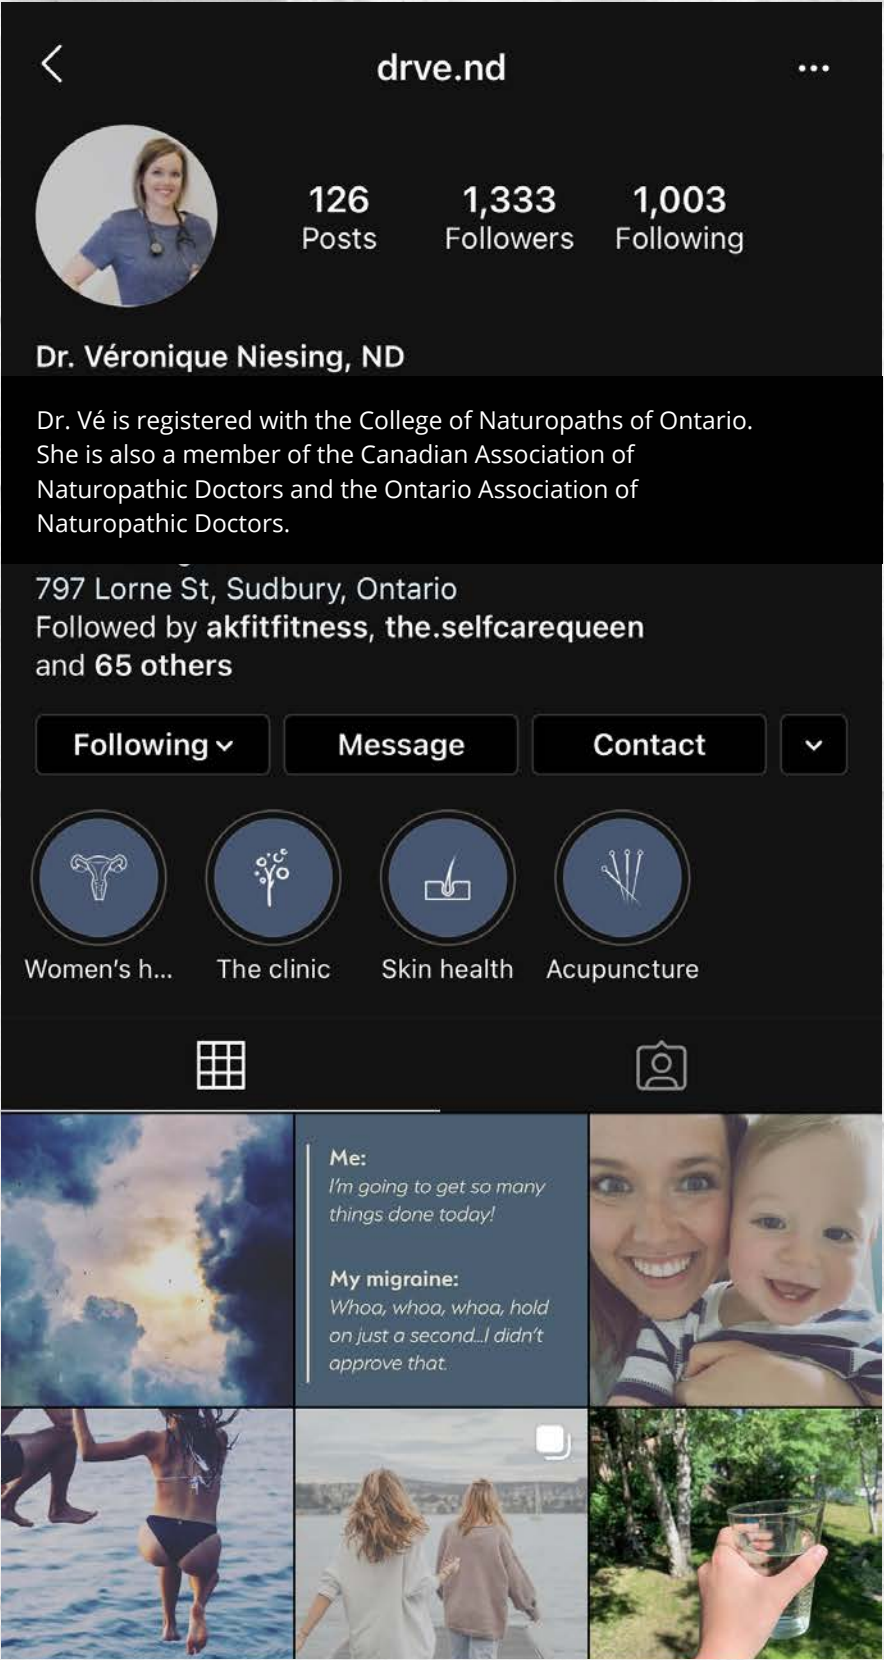 drve.nd
126 1,333 1,003
Posts Followers Following
Dr. Véronique Niesing, ND
Dr. Vé is registered with the College of Naturopaths of Ontario.
She is also a member of the Canadian Association of
Naturopathic Doctors and the Ontario Association of
Naturopathic Doctors.
797 Lorne St, Sudbury, Ontario
Followed by akfitfitness, the.selfcarequeen
and 65 others
Following Message Contact
Women's h... The clinic Skin health Acupuncture
Me:
I'm going to get so many
things done today!
My migraine:
Whoa, whoa, whoa, hold
on just a second...I didn't
approve that.